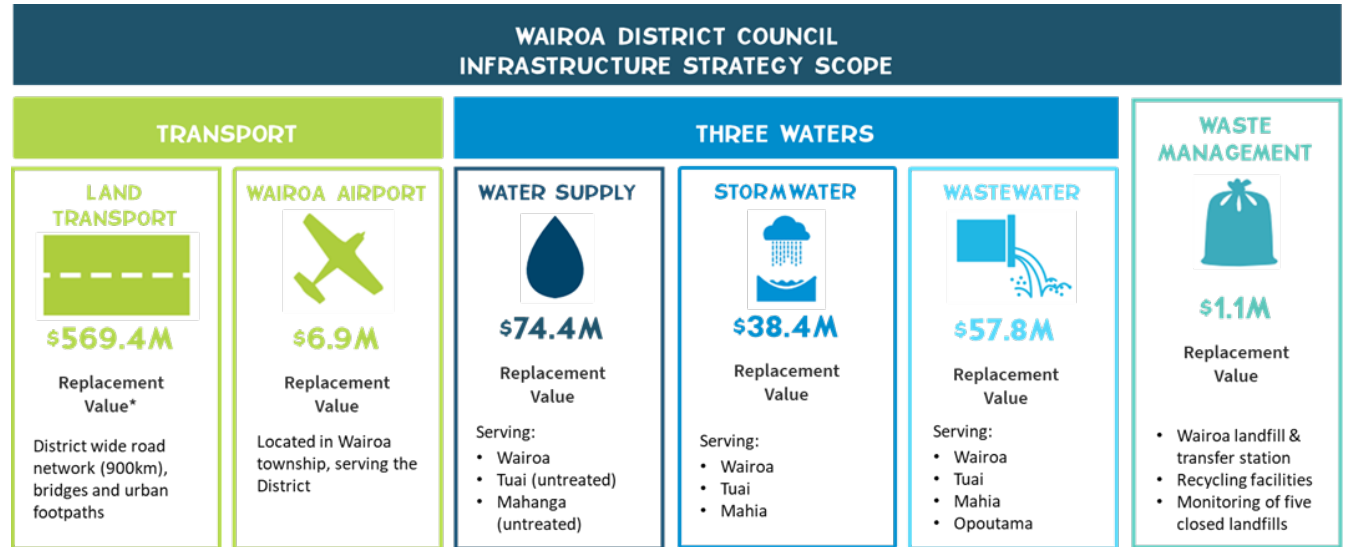 WAIROA DISTRICT COUNCIL
INFRASTRUCTURE STRATEGY SCOPE
TRANSPORT
LAND
TRANSPORT
$569.4M
Replacement
Value*
District wide road
network (900km),
bridges and urban
footpaths
WAIROA AIRPORT
$6.9M
Replacement
Value
Located in Wairoa
township, serving the
District
THREE WATERS
WATER SUPPLY
$74.4M
Replacement
Value
Serving:
• Wairoa
• Tuai (untreated)
• Mahanga
(untreated)
STORMWATER
$38.4M
Replacement
Value
Serving:
• Wairoa
• Tuai
• Mahia
WASTEWATER
$57.8M
Replacement
Value
Serving:
• Wairoa
• Tuai
• Mahia
• Opoutama
WASTE
MANAGEMENT
$1.1M
Replacement
Value
• Wairoa landfill &
transfer station
• Recycling facilities
• Monitoring of five
closed landfills